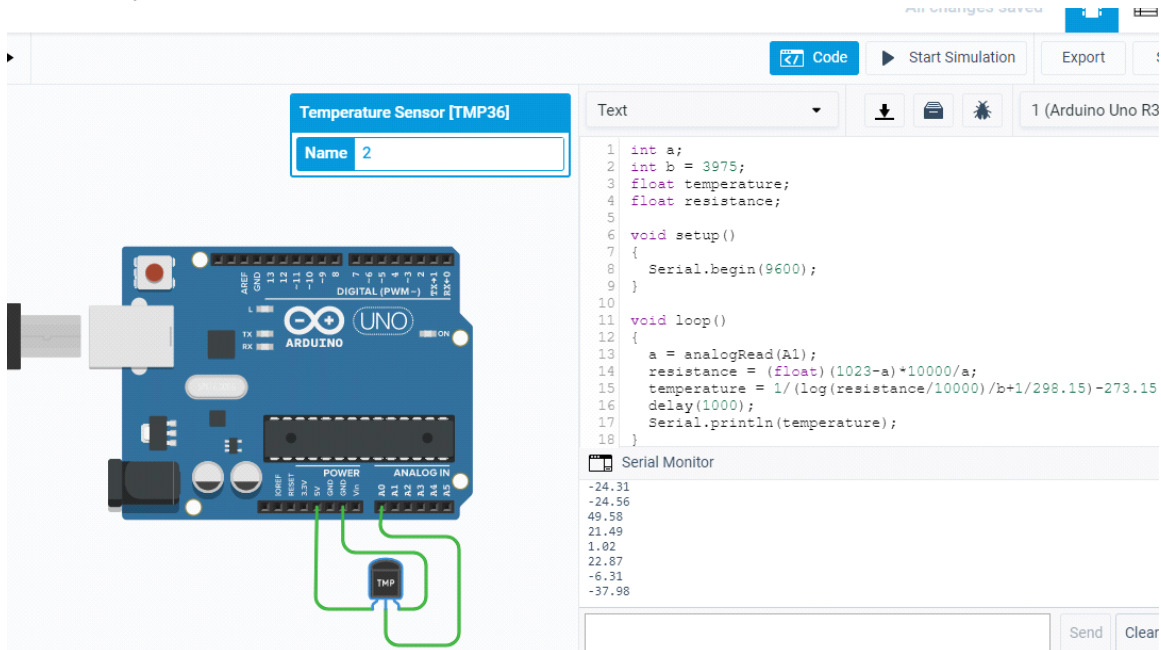 All changes saved
Code
Start Simulation
Export
Temperature Sensor [TMP36]
Name 2
Text
1 (Arduino Uno R3
1 int a;
2 int b = 3975;
3 float temperature;
4 float resistance;
5
6 void setup()
7 {
8 Serial.begin(9600);
9 }
10
11 void loop()
12 {
13 a = analogRead(A1);
14 resistance = (float)(1023-a)*10000/a;
15 temperature = 1/(log(resistance/10000)/b+1/298.15)-273.15
16 delay(1000);
17 Serial.println(temperature);
18 }
AREF
GND
13
12
~11
~10
~9
8
7
~6
~5
4
~3
2
TX→1
RX←0
DIGITAL (PWM~)
L
TX
RX
ARDUINO
UNO
ON
POWER
ANALOG IN
IOREF
RESET
3.3V
5V
GND
GND
Vin
A0
A1
A2
A3
A4
A5
TMP
Serial Monitor
-24.31
-24.56
49.58
21.49
1.02
22.87
-6.31
-37.98
Send
Clear